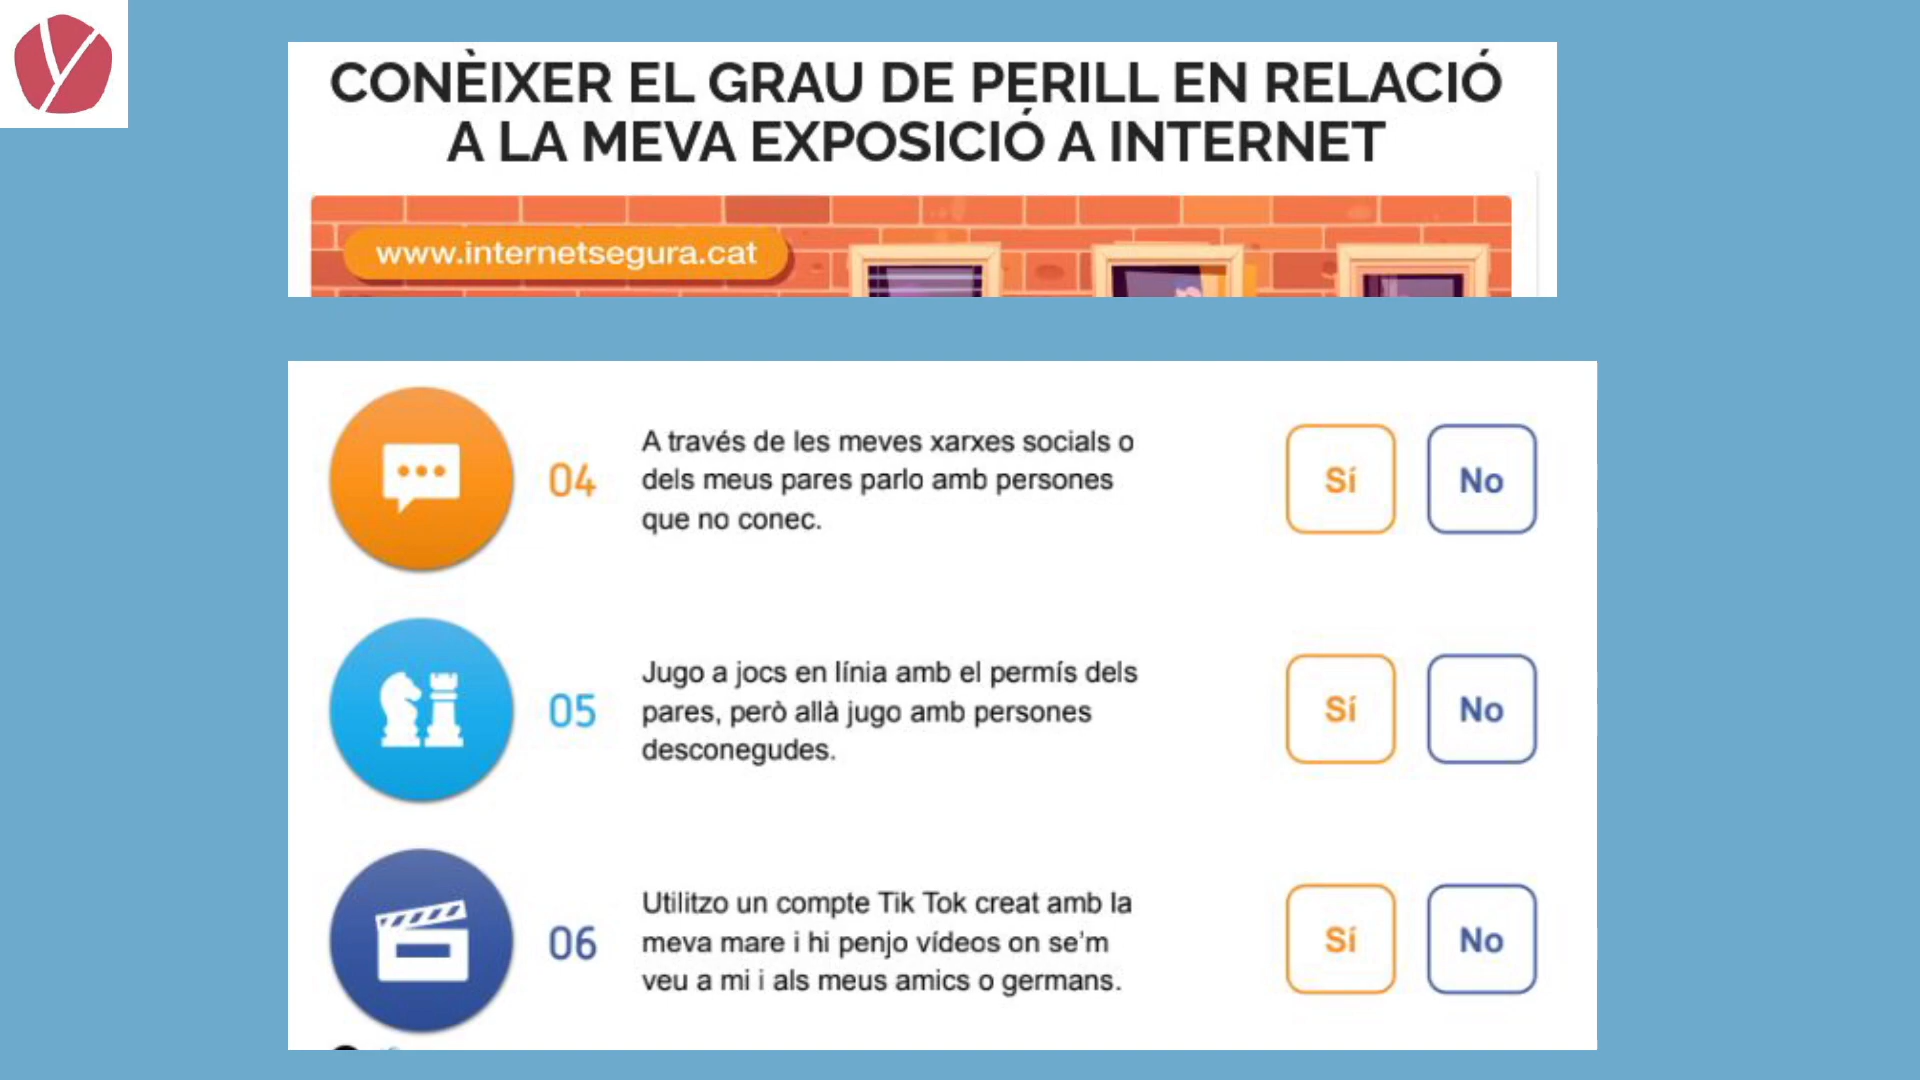 CONÈIXER EL GRAU DE PERILL EN RELACIÓ
A LA MEVA EXPOSICIÓ A INTERNET
www.internetsegura.cat
04
A través de les meves xarxes socials o
dels meus pares parlo amb persones
que no conec.
Sí No
05
Jugo a jocs en línia amb el permís dels
pares, però allà jugo amb persones
desconegudes.
Sí No
06
Utilitzo un compte Tik Tok creat amb la
meva mare i hi penjo vídeos on se'm
veu a mi i als meus amics o germans.
Sí No